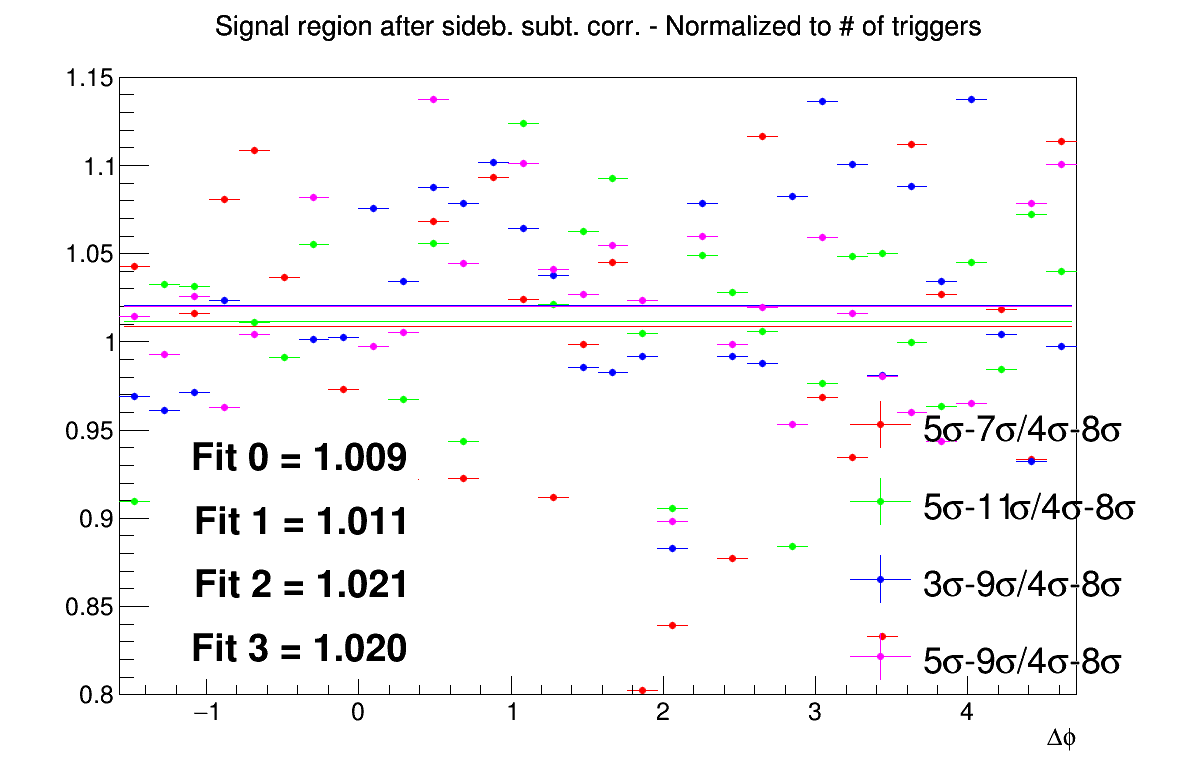 Signal region after sideb. subt. corr. - Normalized to # of triggers
1.15
1.1
1.05
1
0.95
0.9
0.85
0.8
Fit 0 = 1.009
Fit 1 = 1.011
Fit 2 = 1.021
Fit 3 = 1.020
5σ-7σ/4σ-8σ
5σ-11σ/4σ-8σ
3σ-9σ/4σ-8σ
5σ-9σ/4σ-8σ
−1 0 1 2 3 4
Δϕ